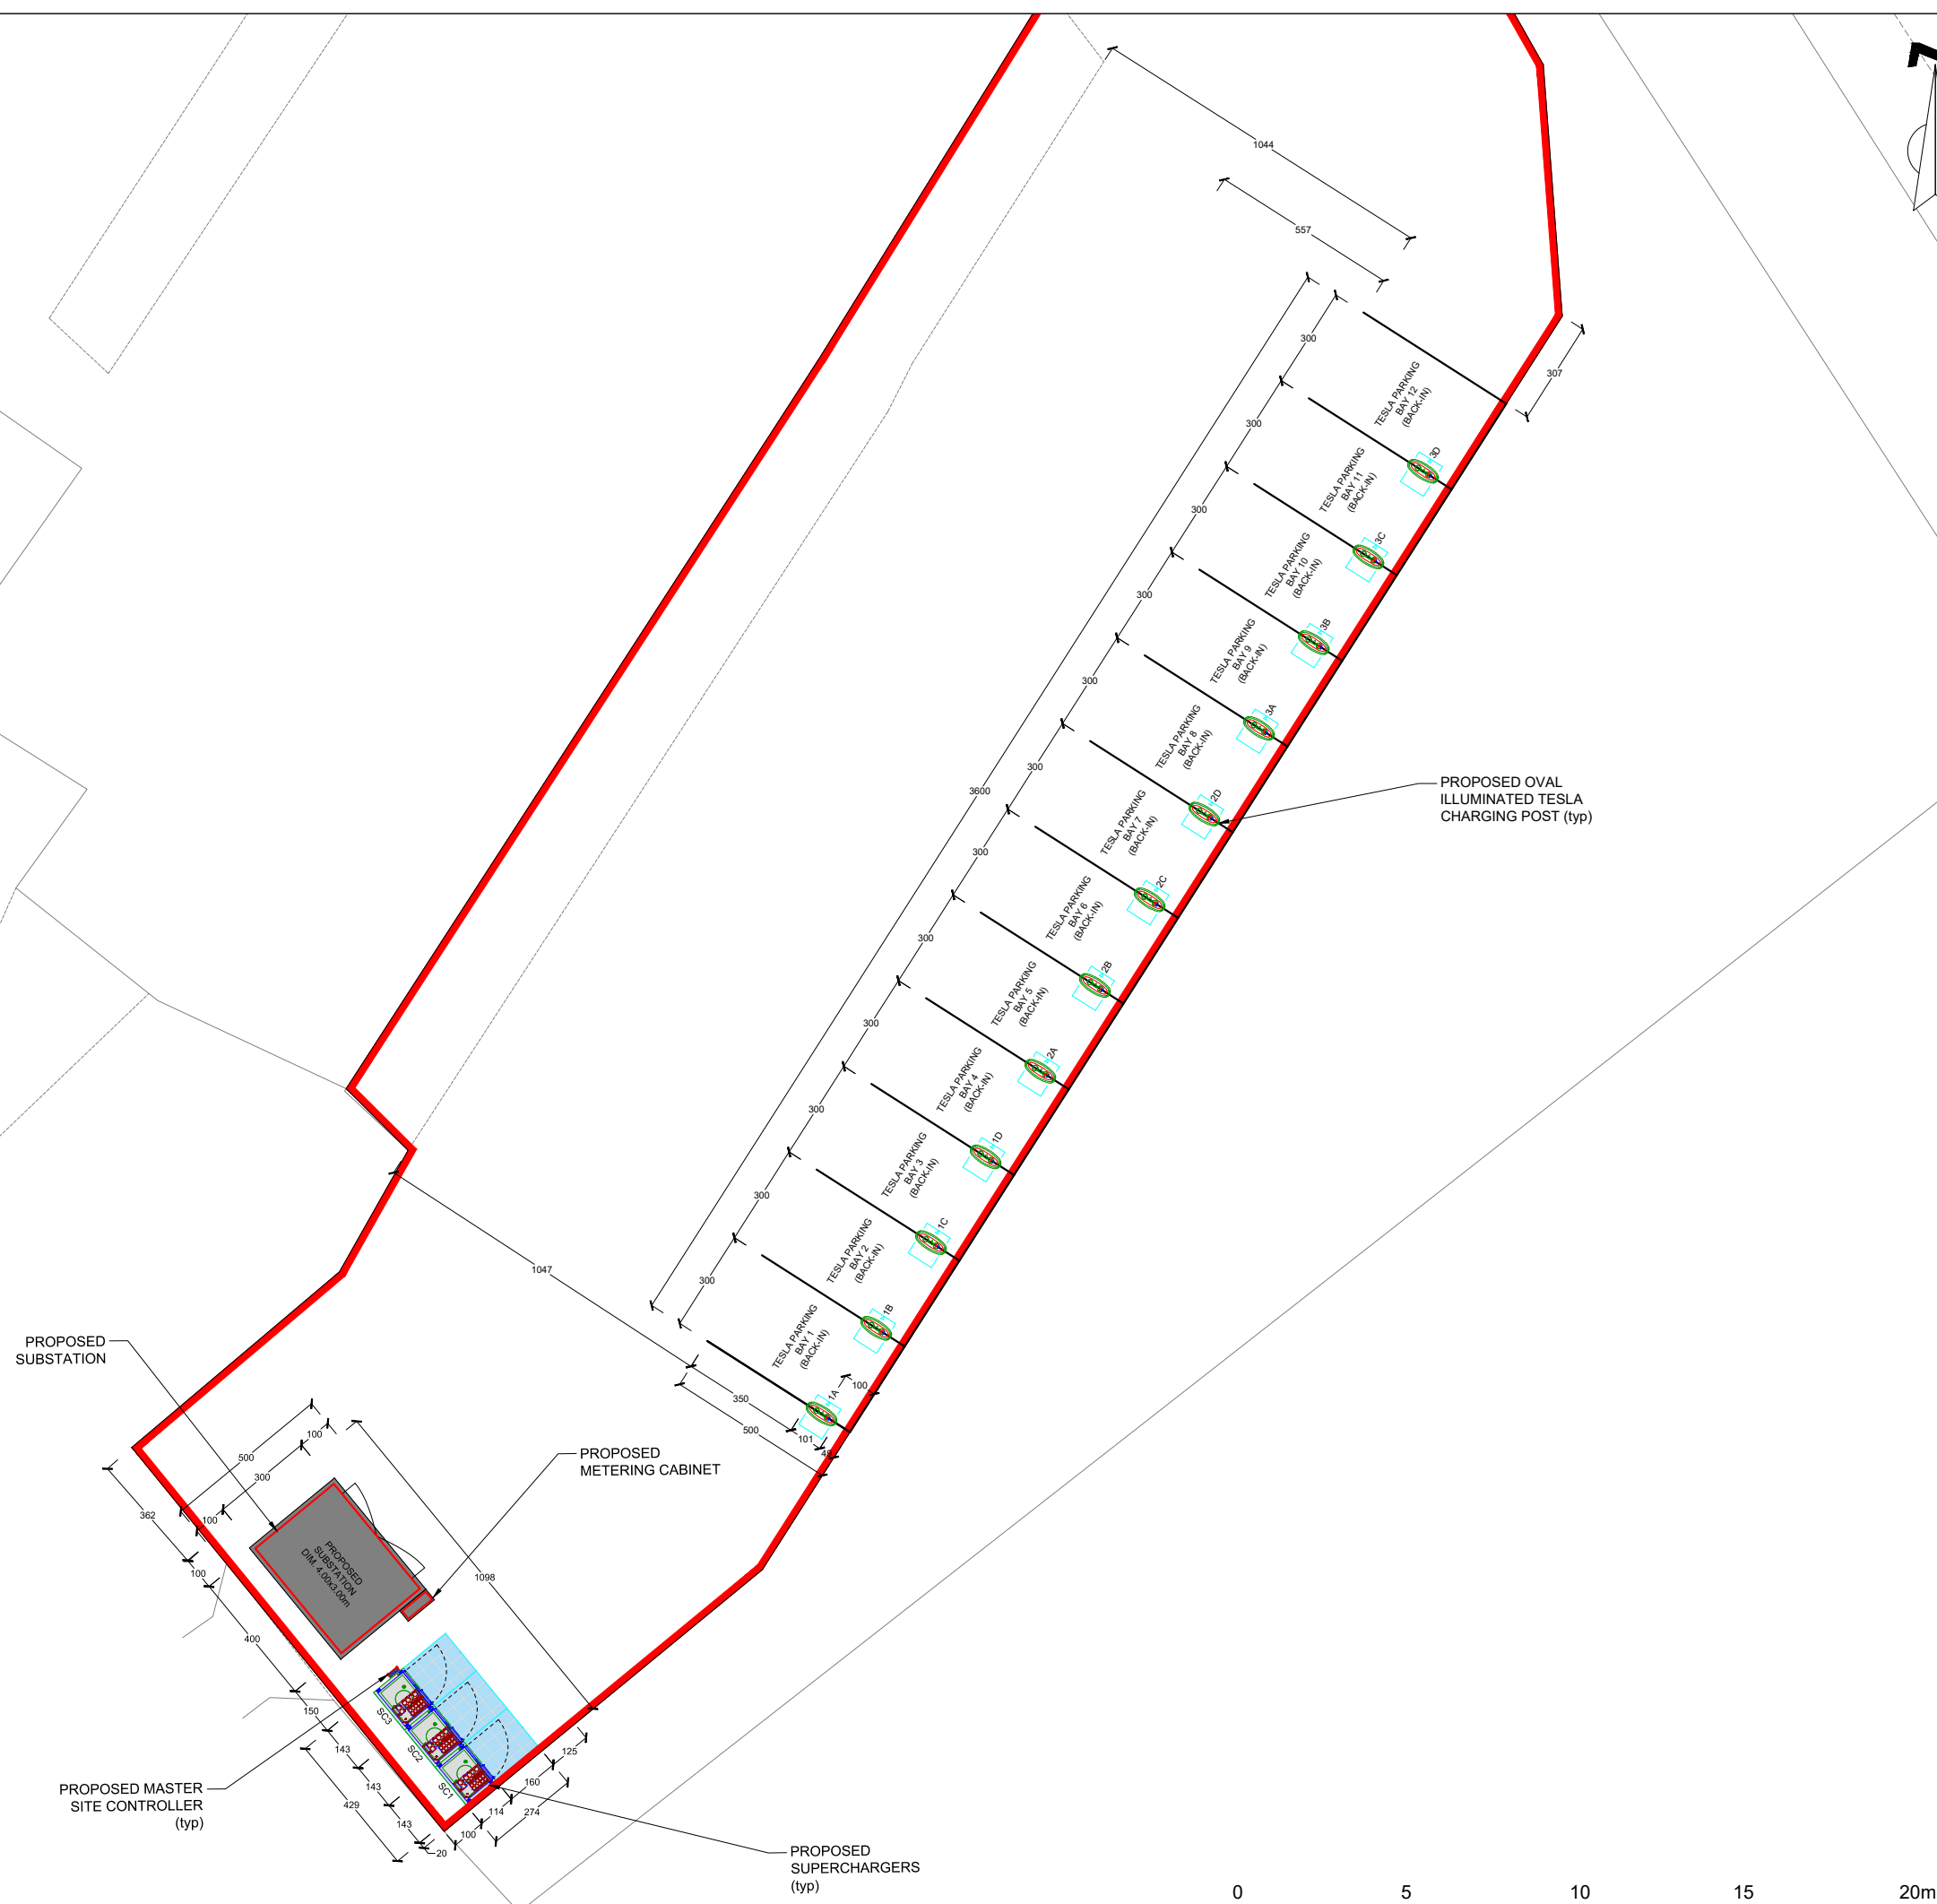 1044
557
300
307
TESLA PARKING
BAY 12
(BACK-IN)
3D
300
TESLA PARKING
BAY 11
(BACK-IN)
3C
300
TESLA PARKING
BAY 10
(BACK-IN)
3B
300
TESLA PARKING
BAY 9
(BACK-IN)
3A
300
TESLA PARKING
BAY 8
(BACK-IN)
2D
300
3600
TESLA PARKING
BAY 7
(BACK-IN)
2C
PROPOSED OVAL
ILLUMINATED TESLA
CHARGING POST (typ)
300
TESLA PARKING
BAY 6
(BACK-IN)
2B
300
TESLA PARKING
BAY 5
(BACK-IN)
2A
300
TESLA PARKING
BAY 4
(BACK-IN)
1D
300
TESLA PARKING
BAY 3
(BACK-IN)
1C
300
TESLA PARKING
BAY 2
(BACK-IN)
1B
300
TESLA PARKING
BAY 1
(BACK-IN)
1A
1047
100
350
101
500
PROPOSED
SUBSTATION
500
100
300
100
362
100
400
150
143
143
143
429
20
PROPOSED
SUBSTATION
DIM. 4.00x3.00m
PROPOSED
METERING CABINET
1098
SC3
SC2
SC1
125
160
114
274
100
PROPOSED MASTER
SITE CONTROLLER
(typ)
PROPOSED
SUPERCHARGERS
(typ)
0 5 10 15 20m